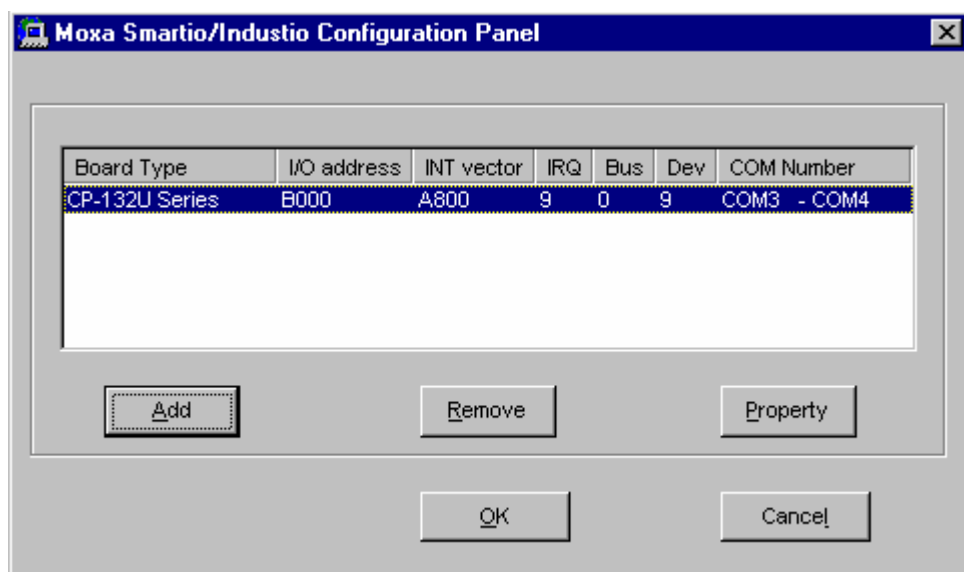 Moxa Smartio/Industio Configuration Panel
Board Type I/O address INT vector IRQ Bus Dev COM Number
CP-132U Series B000 A800 9 0 9 COM3 - COM4
Add Remove Property
OK Cancel